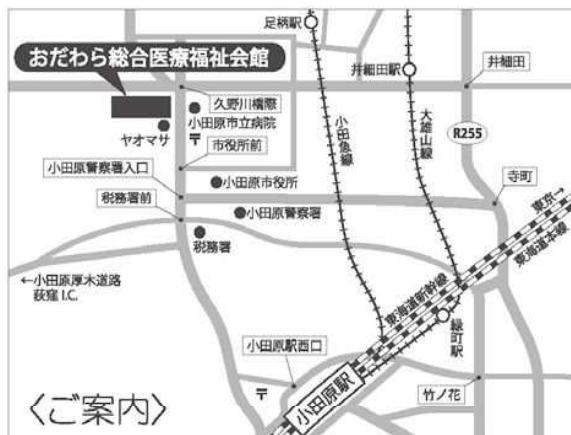 足柄駅
おだわら総合医療福祉会館
井細田駅
井細田
久野川橋際
小田原市立病院
ヤオマサ
〒
市役所前
小田急線
大雄山線
R255
小田原警察署入口
小田原市役所
税務署前
小田原警察署
寺町
税務署
東京→
東海道本線
東海道新幹線
←小田原厚木道路
荻窪 I.C.
緑町駅
小田原駅西口
〒
小田原駅
竹ノ花
〈ご案内〉